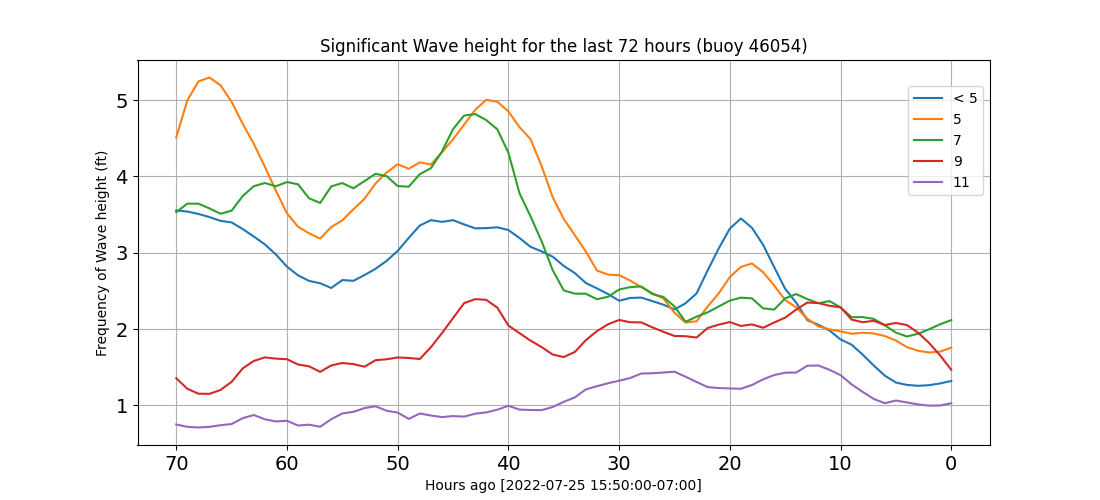 Significant Wave height for the last 72 hours (buoy 46054)
Frequency of Wave height (ft)
5
4
3
2
1
< 5
5
7
9
11
70 60 50 40 30 20 10 0
Hours ago [2022-07-25 15:50:00-07:00]